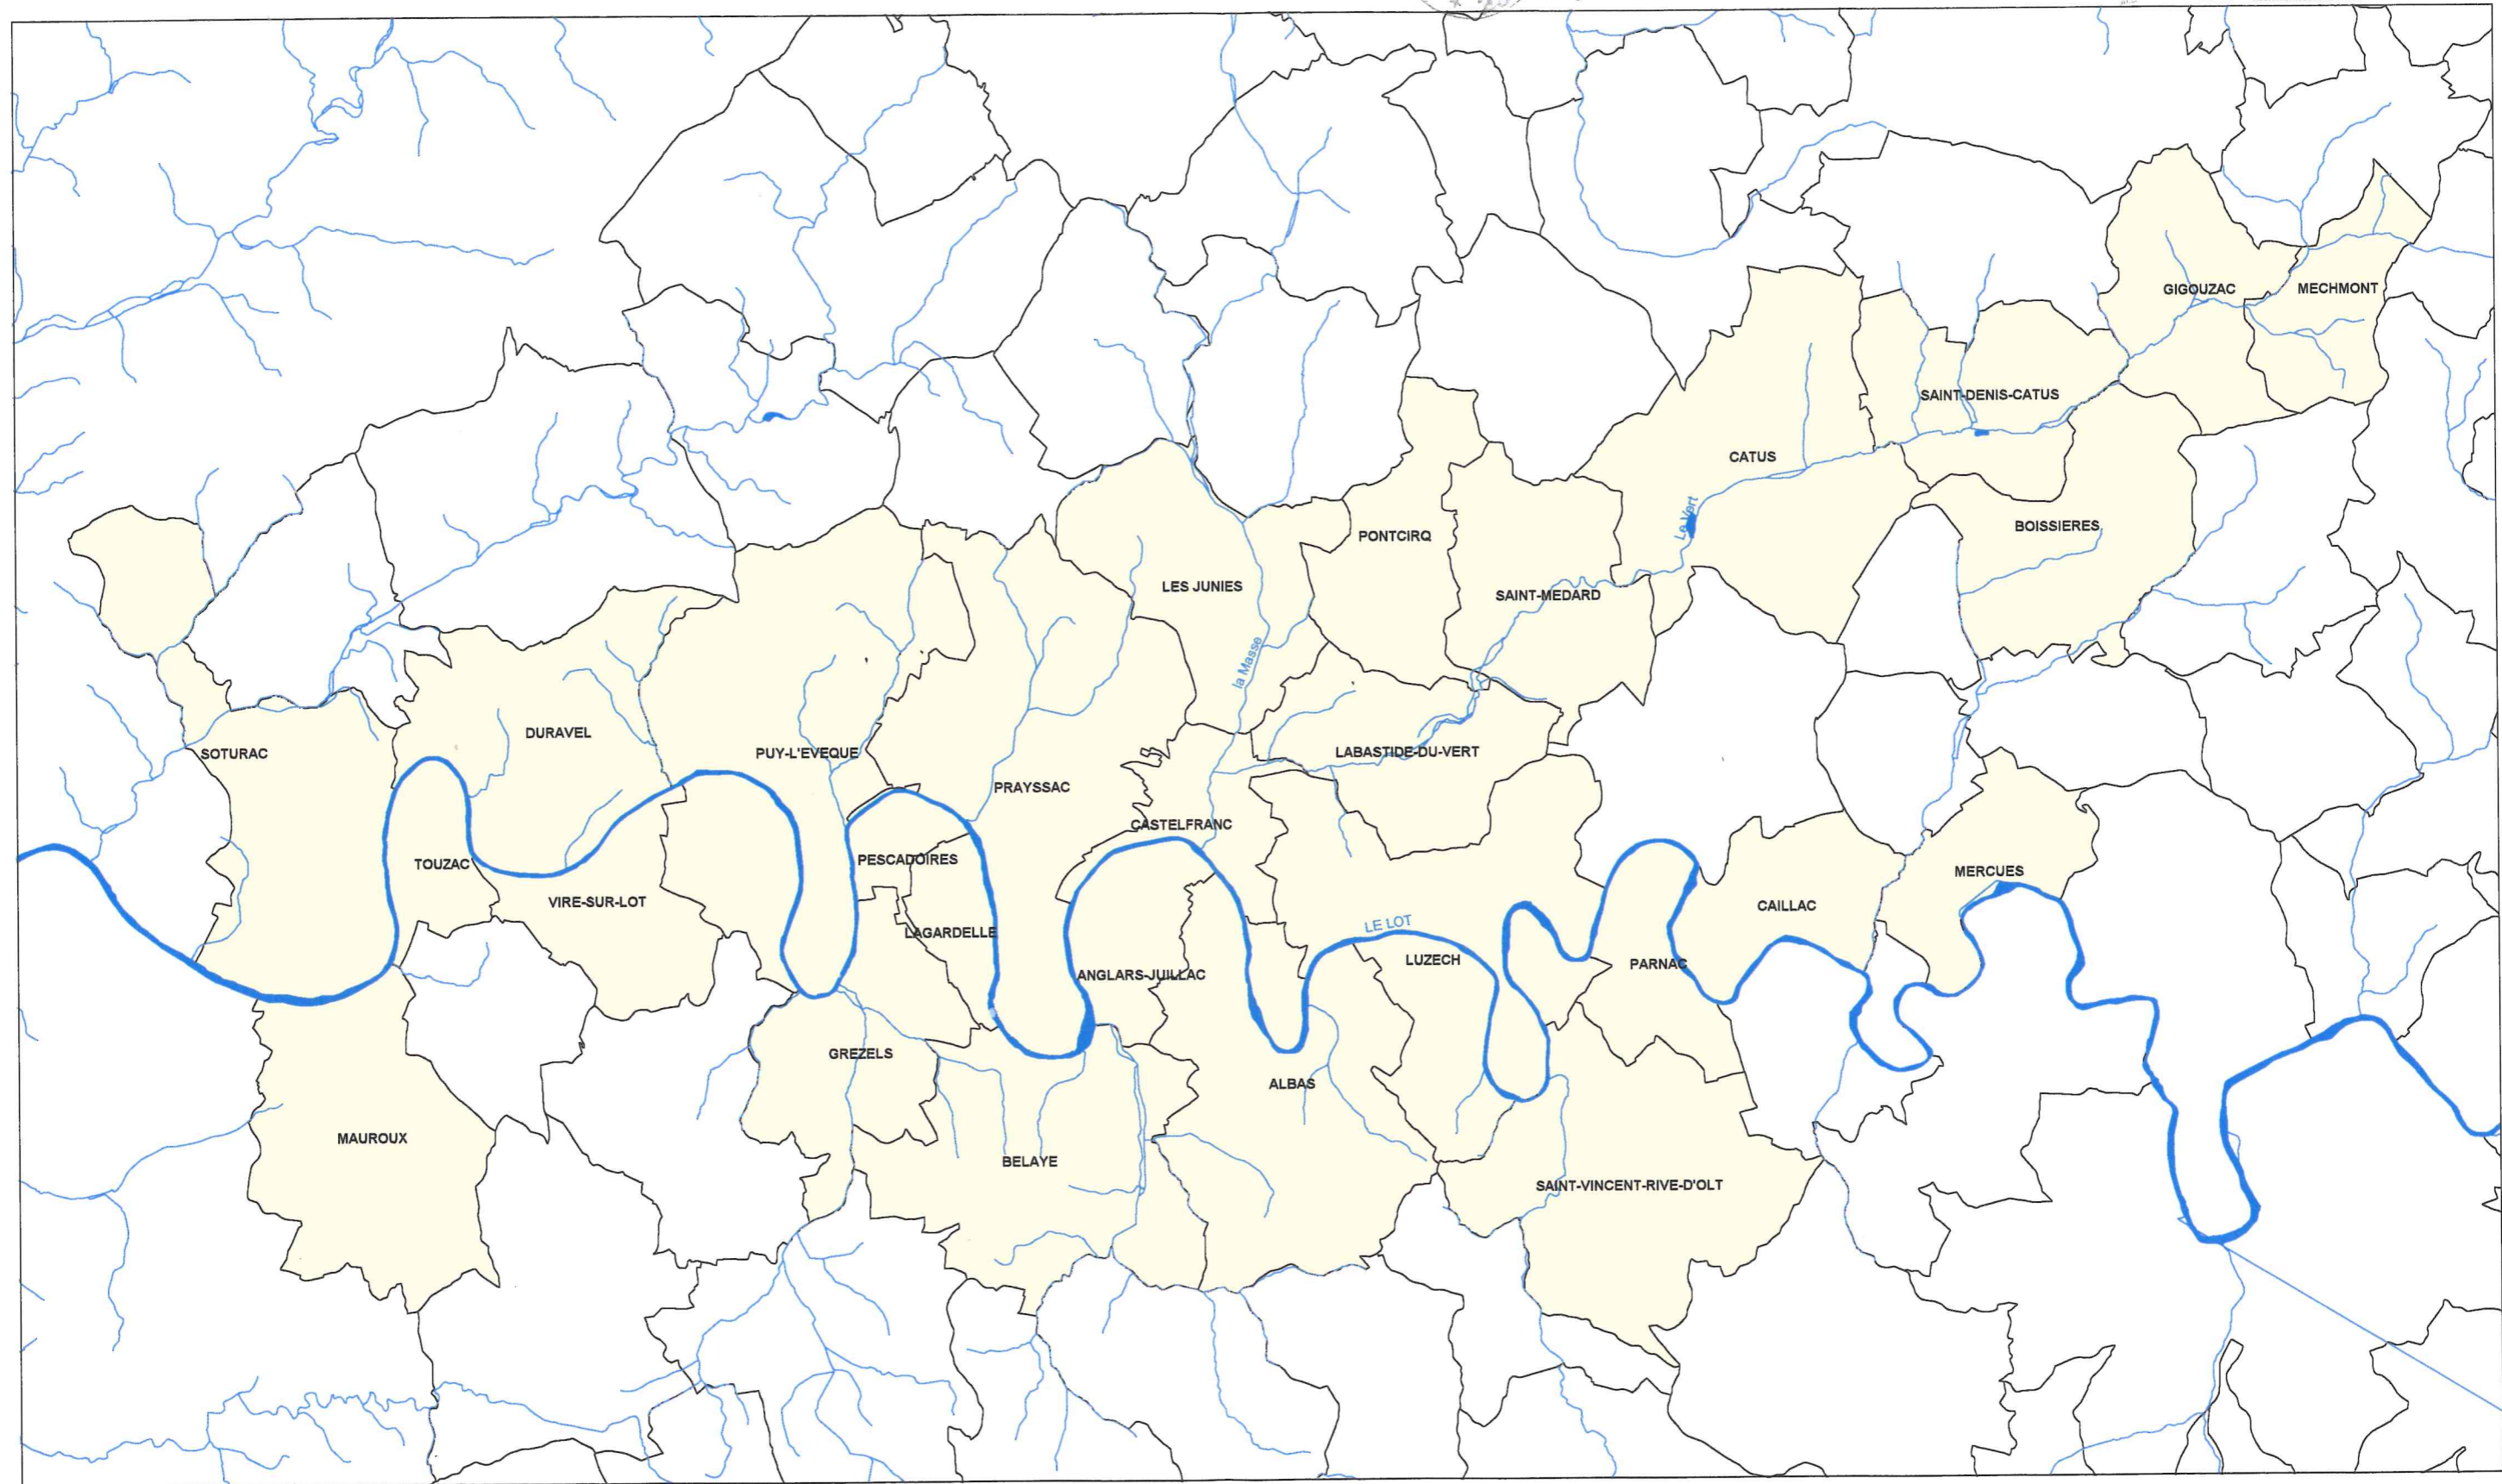 GIGOUZAC
MECHMONT
SAINT-DENIS-CATUS
CATUS
Le Vert
BOISSIERES
PONTCIRQ
LES JUNIES
SAINT-MEDARD
la Masse
DURAVEL
SOTURAC
PUY-L'EVEQUE
LABASTIDE-DU-VERT
PRAYSSAC
CASTELFRANC
PESCADOIRES
TOUZAC
MERCUES
VIRE-SUR-LOT
CAILLAC
LE LOT
LAGARDELLE
LUZECH
PARNAC
ANGLARS-JUILLAC
GREZELS
ALBAS
MAUROUX
BELAYE
SAINT-VINCENT-RIVE-D'OLT